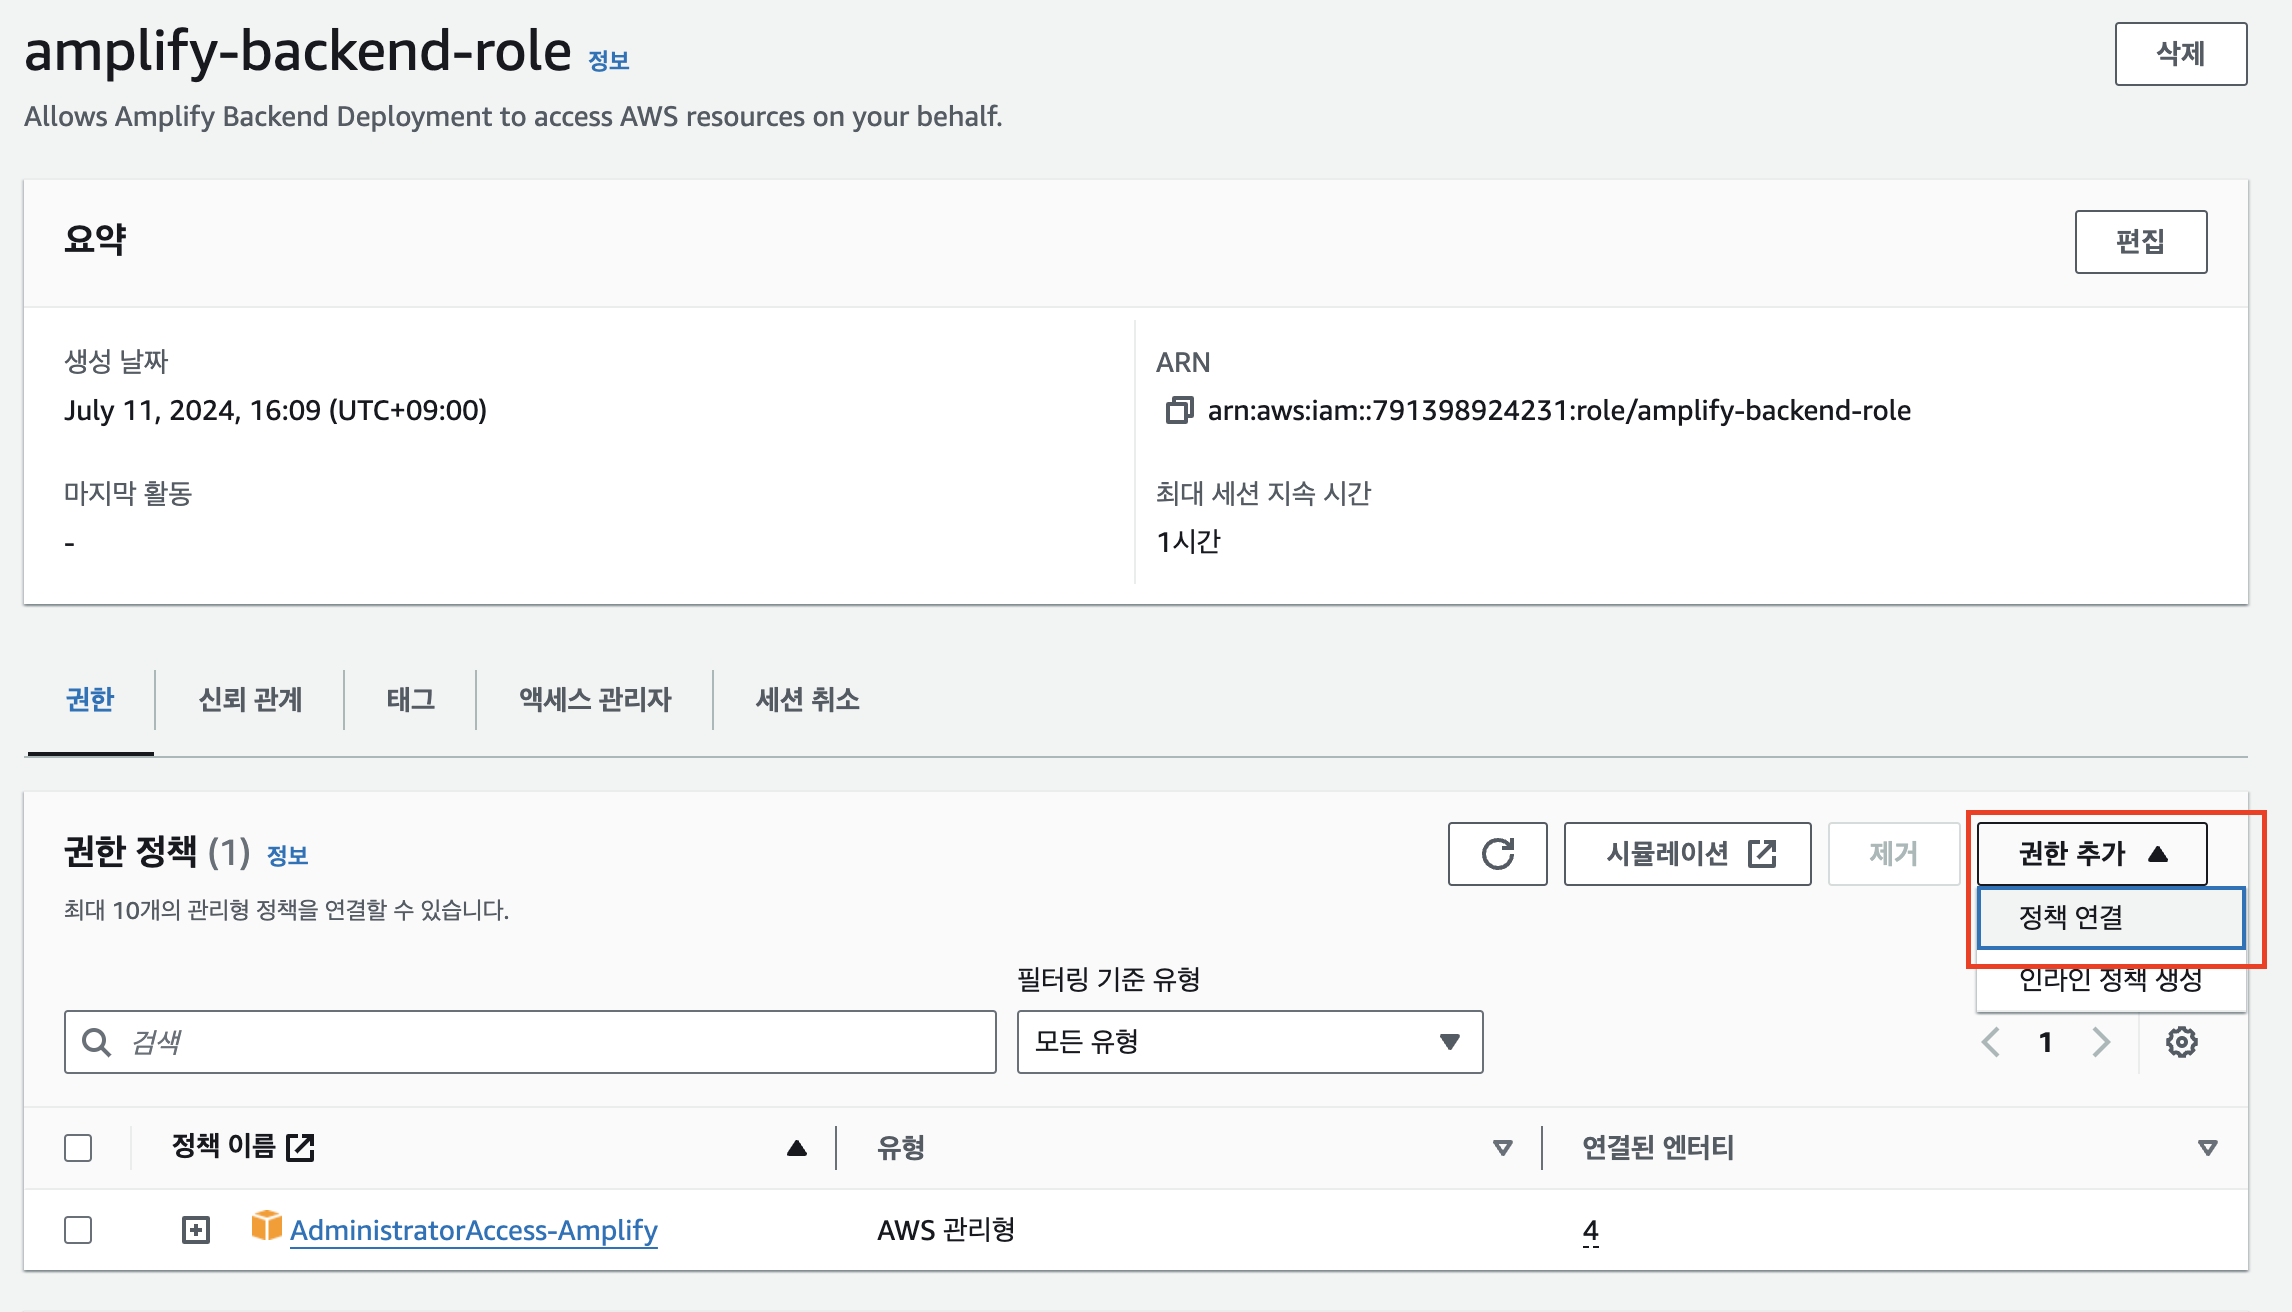 amplify-backend-role 정보
삭제
Allows Amplify Backend Deployment to access AWS resources on your behalf.
요약
편집
생성 날짜
July 11, 2024, 16:09 (UTC+09:00)
ARN
arn:aws:iam::791398924231:role/amplify-backend-role
마지막 활동
-
최대 세션 지속 시간
1시간
권한 신뢰 관계 태그 액세스 관리자 세션 취소
권한 정책 (1) 정보
시뮬레이션 제거 권한 추가
최대 10개의 관리형 정책을 연결할 수 있습니다.
정책 연결
인라인 정책 생성
필터링 기준 유형
검색
모든 유형
1
정책 이름 유형 연결된 엔터티
AdministratorAccess-Amplify AWS 관리형 4